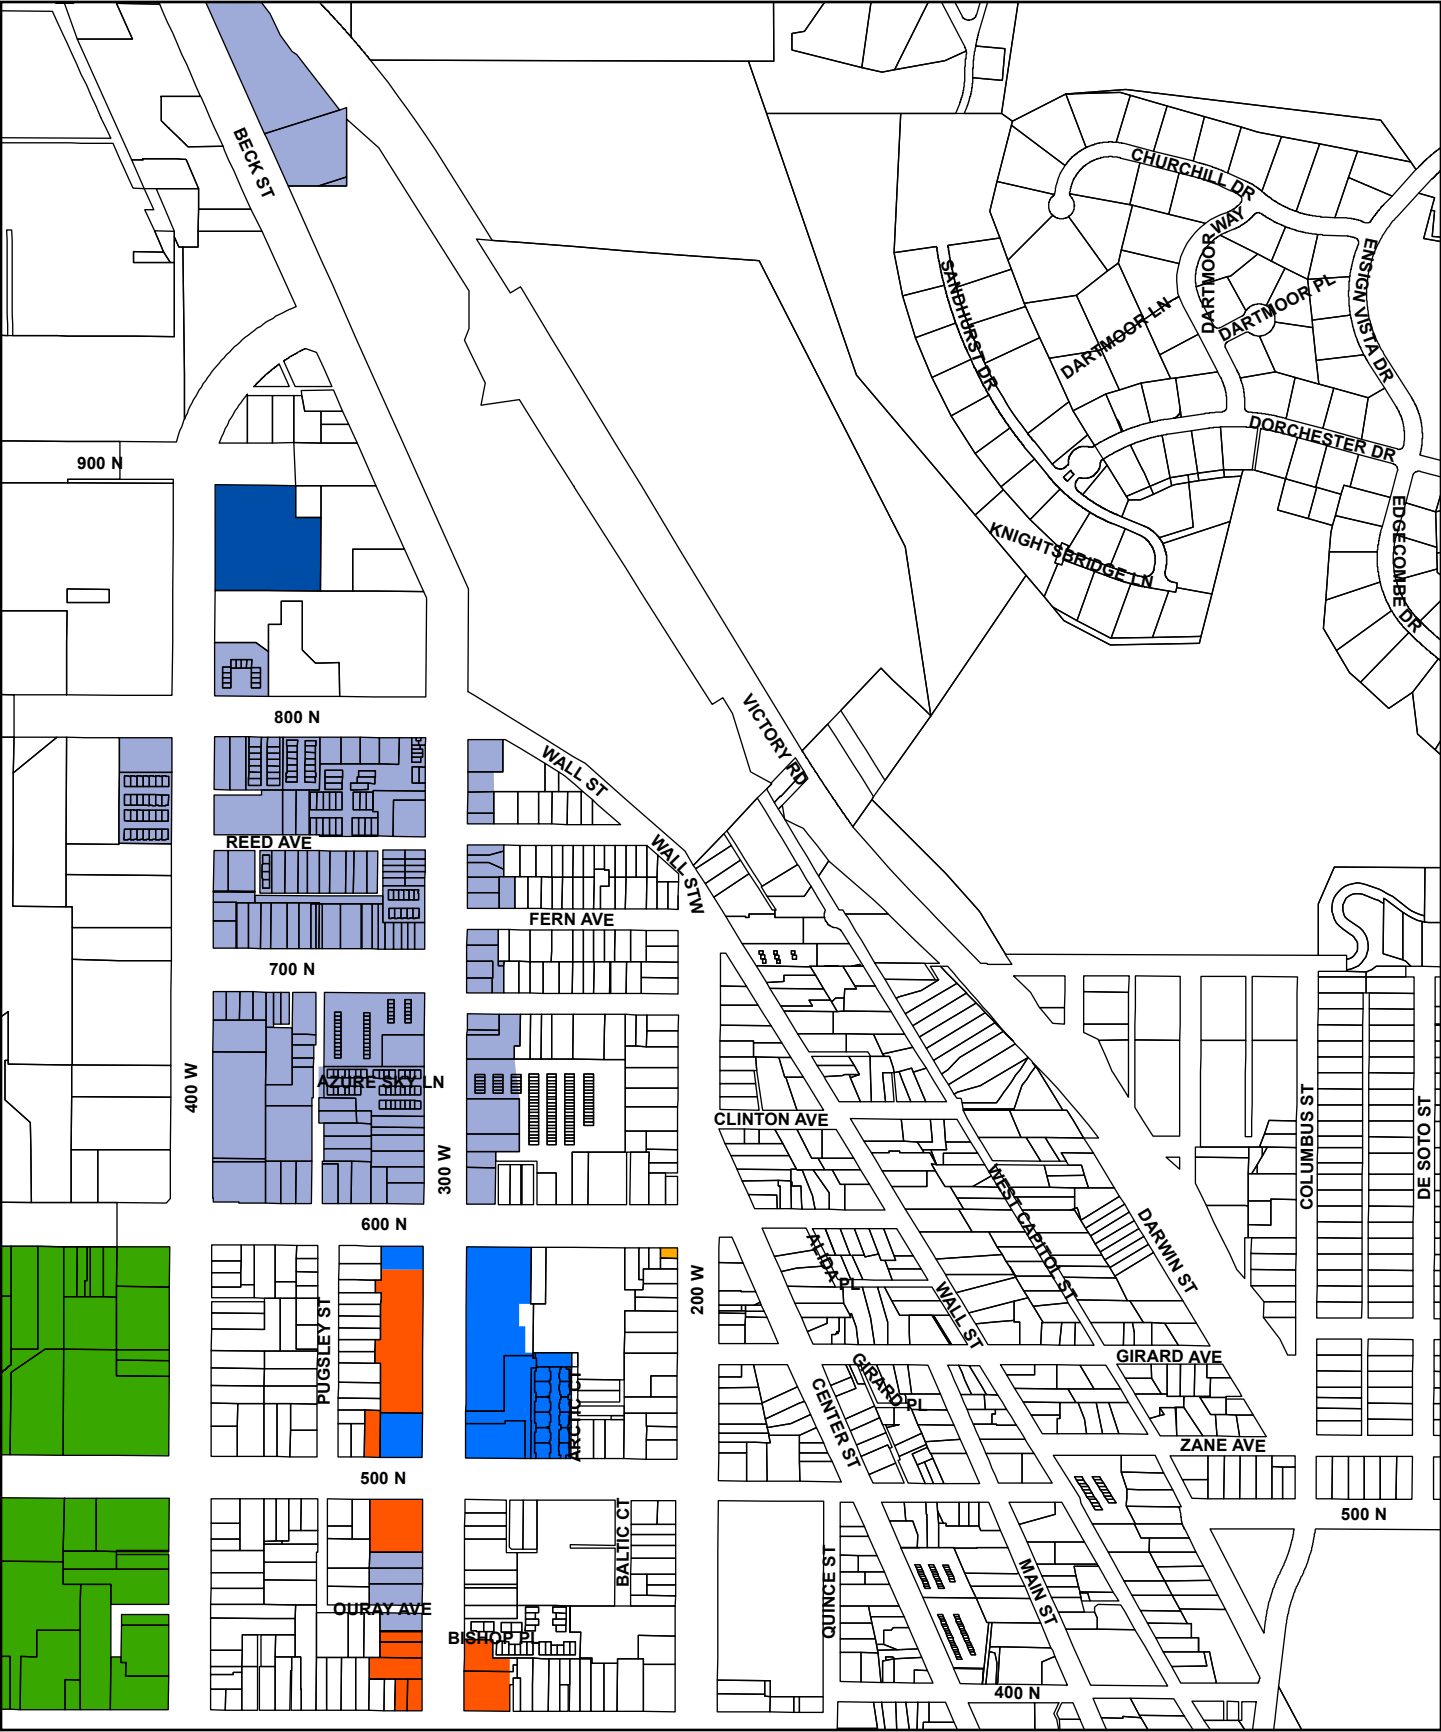 BECK ST
CHURCHILL DR
DARTMOOR WAY
ENSIGN VISTA DR
SANDHURST DR
DARTMOOR LN
DARTMOOR PL
DORCHESTER DR
900 N
EDGECOMBE DR
KNIGHTSBRIDGE LN
800 N
VICTORY RD
WALL ST
REED AVE
WALL STW
FERN AVE
700 N
400 W
AZURE SKY LN
CLINTON AVE
COLUMBUS ST
DE SOTO ST
300 W
WEST CAPITOL ST
600 N
DARWIN ST
ALIDA PL
200 W
PUGSLEY ST
WALL ST
GIRARD AVE
GIRARD PL
ARCTIC CT
CENTER ST
ZANE AVE
500 N
500 N
BALTIC CT
QUINCE ST
MAIN ST
OURAY AVE
BISHOP PL
400 N